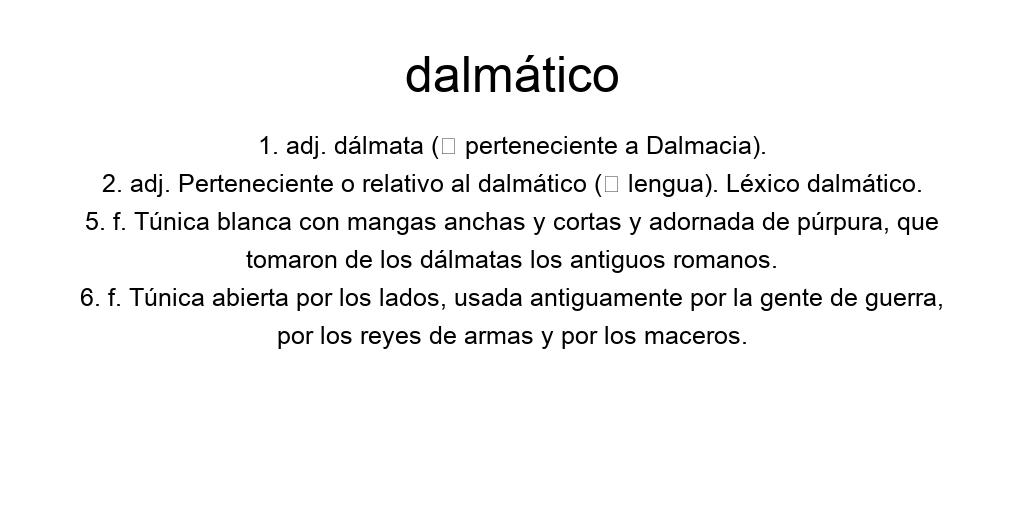 dalmático
1. adj. dálmata (▯ perteneciente a Dalmacia).
2. adj. Perteneciente o relativo al dalmático (▯ lengua). Léxico dalmático.
5. f. Túnica blanca con mangas anchas y cortas y adornada de púrpura, que
tomaron de los dálmatas los antiguos romanos.
6. f. Túnica abierta por los lados, usada antiguamente por la gente de guerra,
por los reyes de armas y por los maceros.